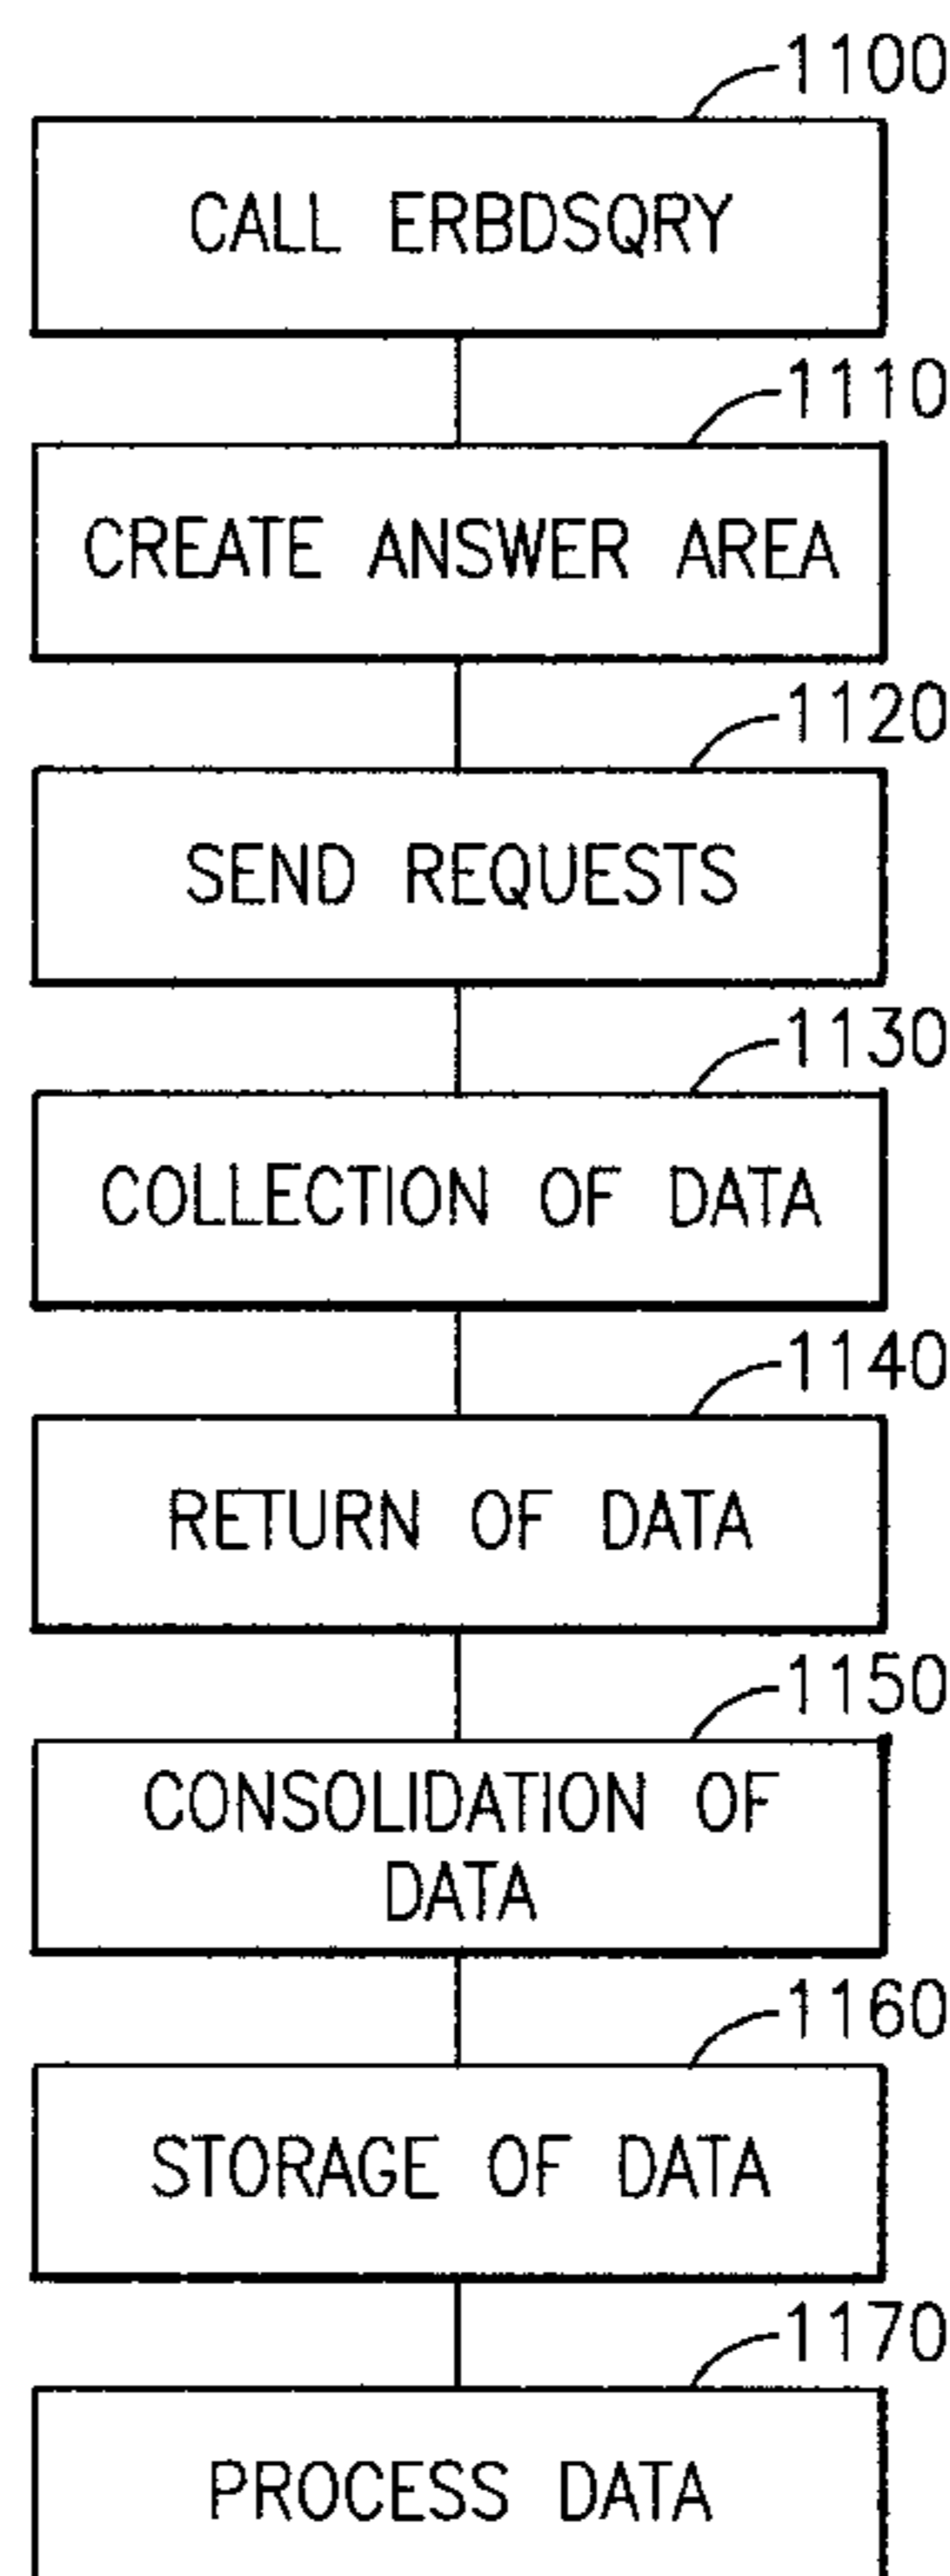 1100
CALL ERBDSQRY
1110
CREATE ANSWER AREA
1120
SEND REQUESTS
1130
COLLECTION OF DATA
1140
RETURN OF DATA
1150
CONSOLIDATION OF
DATA
1160
STORAGE OF DATA
1170
PROCESS DATA